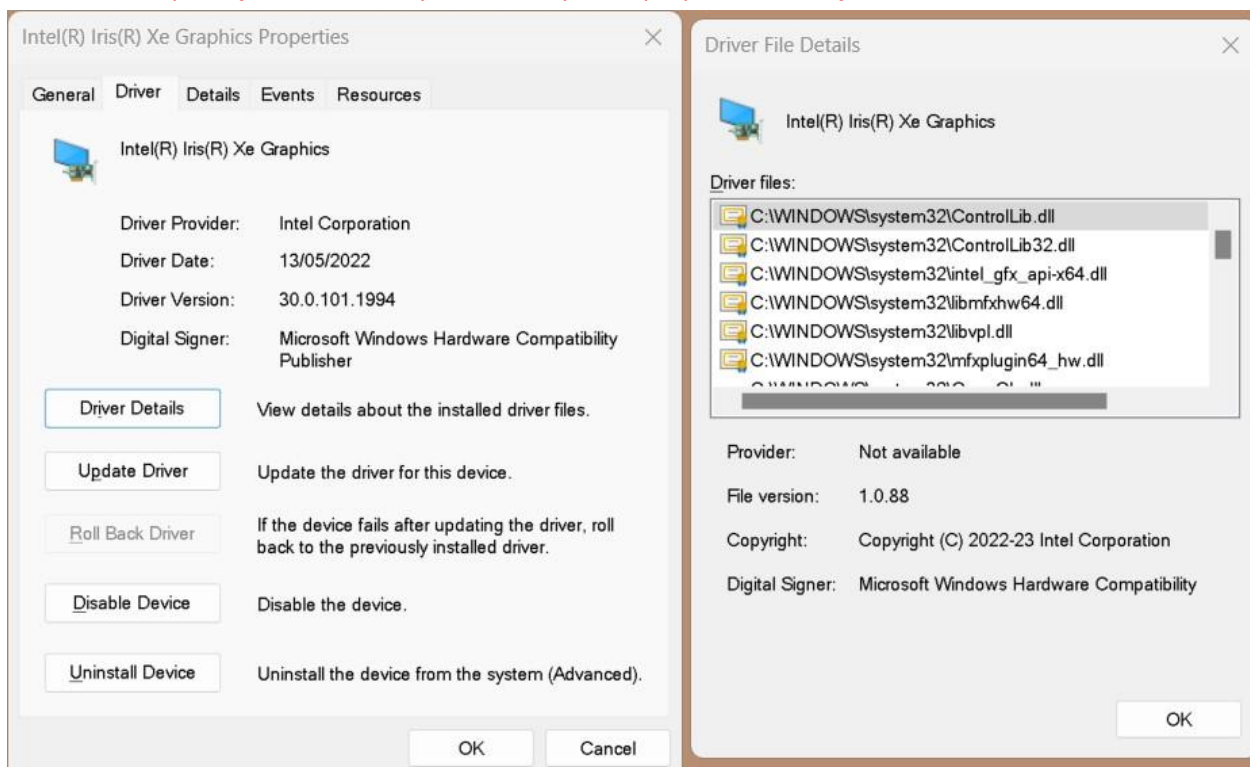 Intel(R) Iris(R) Xe Graphics Properties
General Driver Details Events Resources
Intel(R) Iris(R) Xe Graphics
Driver Provider: Intel Corporation
Driver Date: 13/05/2022
Driver Version: 30.0.101.1994
Digital Signer: Microsoft Windows Hardware Compatibility
Publisher
Driver Details View details about the installed driver files.
Update Driver Update the driver for this device.
Roll Back Driver If the device fails after updating the driver, roll
back to the previously installed driver.
Disable Device Disable the device.
Uninstall Device Uninstall the device from the system (Advanced).
OK Cancel
Driver File Details
Intel(R) Iris(R) Xe Graphics
Driver files:
C:\WINDOWS\system32\ControlLib.dll
C:\WINDOWS\system32\ControlLib32.dll
C:\WINDOWS\system32\intel_gfx_api-x64.dll
C:\WINDOWS\system32\libmfxhw64.dll
C:\WINDOWS\system32\libvpl.dll
C:\WINDOWS\system32\mfxplugin64_hw.dll
Provider: Not available
File version: 1.0.88
Copyright: Copyright (C) 2022-23 Intel Corporation
Digital Signer: Microsoft Windows Hardware Compatibility
OK